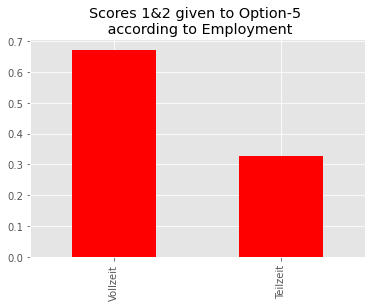 Scores 1&2 given to Option-5
according to Employment
0.7
0.6
0.5
0.4
0.3
0.2
0.1
0.0
Vollzeit
Teilzeit